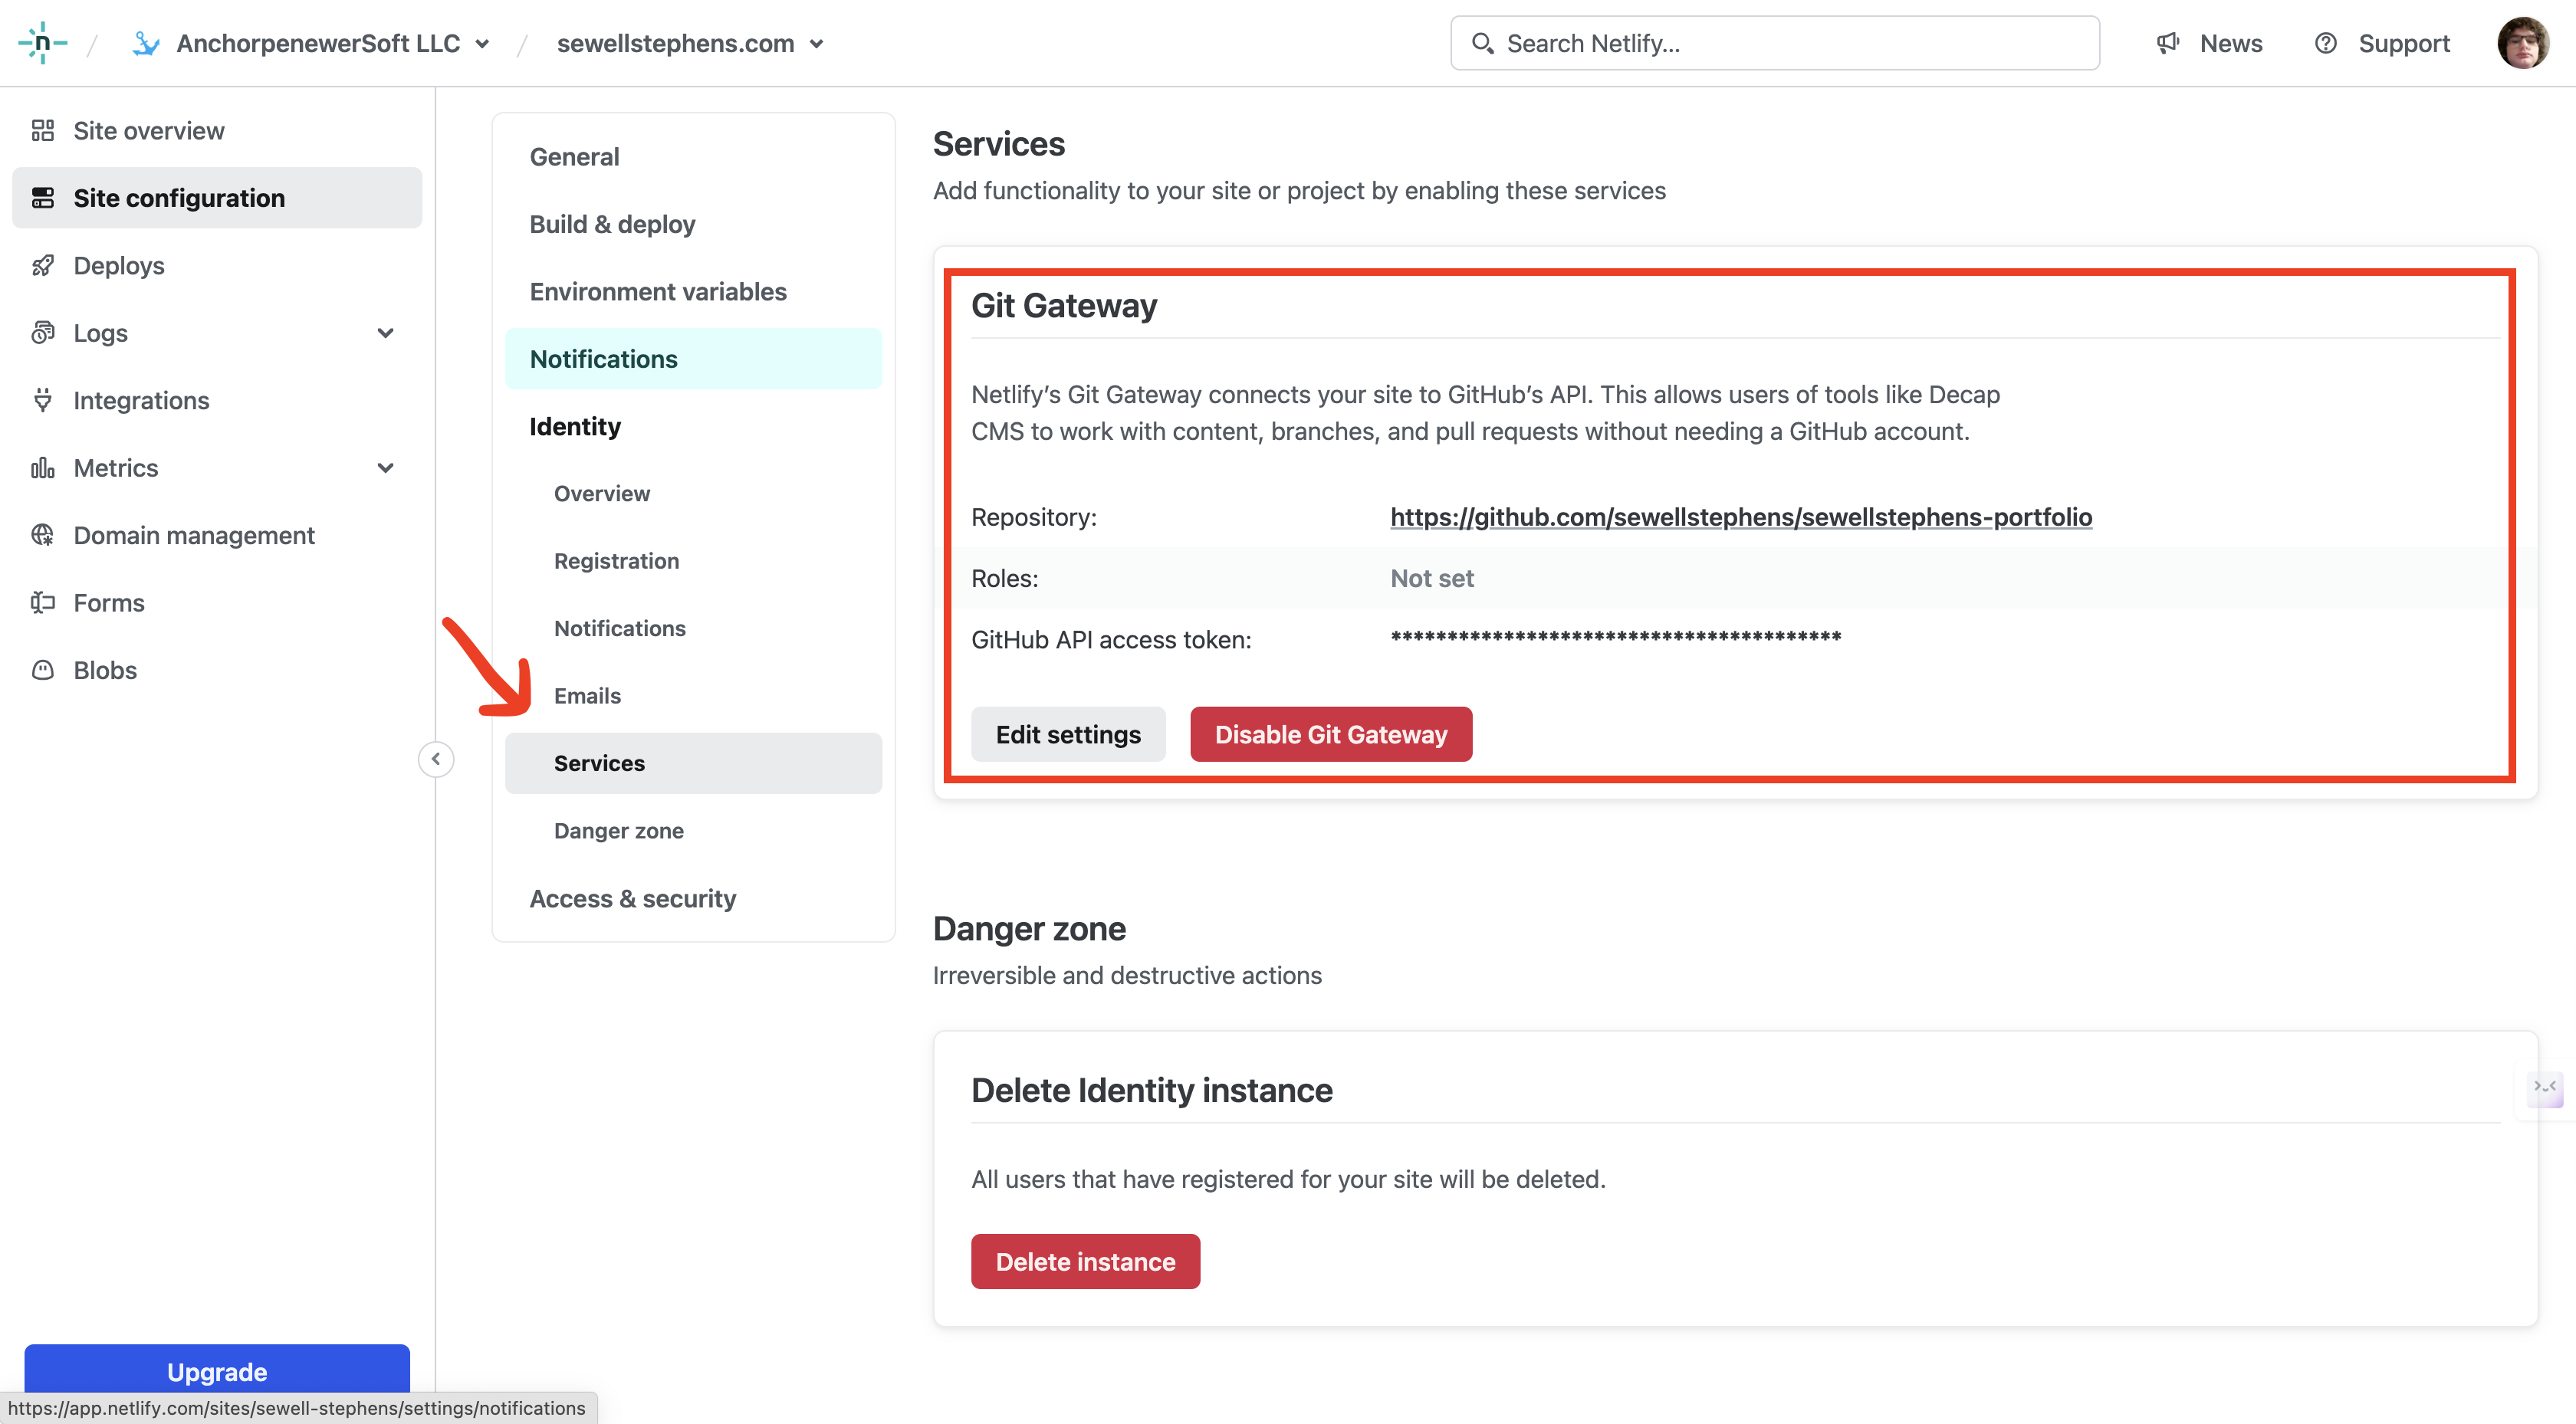 n / AnchorpenewerSoft LLC / sewellstephens.com
Search Netlify...
News
Support
Site overview
Site configuration
Deploys
Logs
Integrations
Metrics
Domain management
Forms
Blobs
Upgrade
https://app.netlify.com/sites/sewell-stephens/settings/notifications
General
Build & deploy
Environment variables
Notifications
Identity
Overview
Registration
Notifications
Emails
Services
Danger zone
Access & security
Services
Add functionality to your site or project by enabling these services
Git Gateway
Netlify’s Git Gateway connects your site to GitHub’s API. This allows users of tools like Decap
CMS to work with content, branches, and pull requests without needing a GitHub account.
Repository: https://github.com/sewellstephens/sewellstephens-portfolio
Roles: Not set
GitHub API access token: ****************************************
Edit settings Disable Git Gateway
Danger zone
Irreversible and destructive actions
Delete Identity instance
All users that have registered for your site will be deleted.
Delete instance